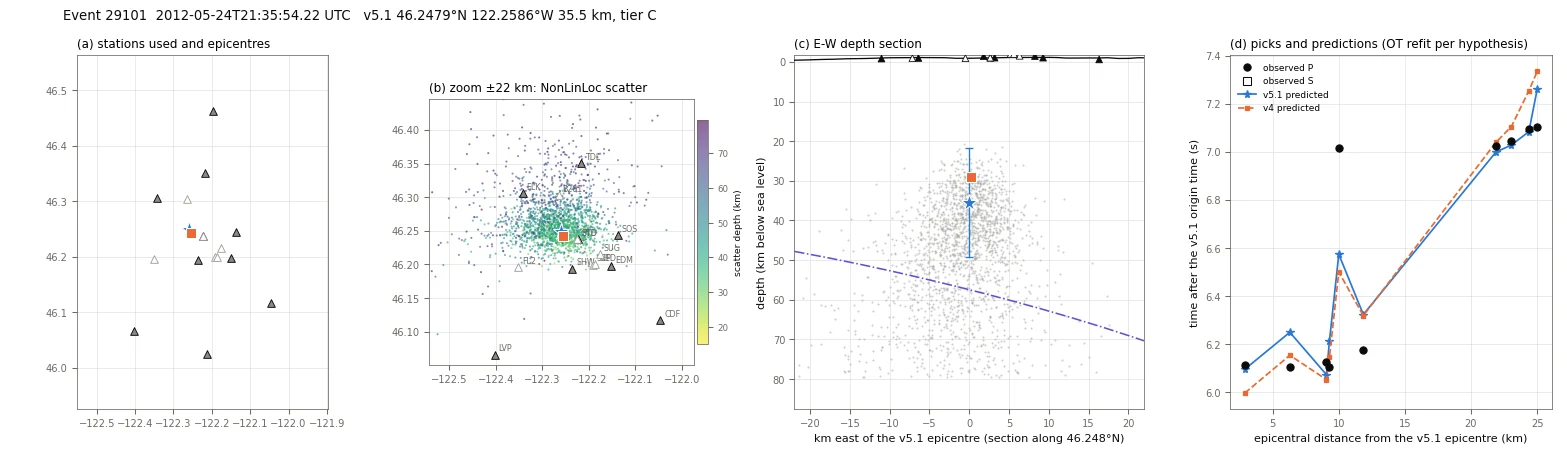 Event 29101 2012-05-24T21:35:54.22 UTC v5.1 46.2479°N 122.2586°W 35.5 km, tier C
(a) stations used and epicentres
46.5
46.4
46.3
46.2
46.1
46.0
−122.5 −122.4 −122.3 −122.2 −122.1 −122.0 −121.9
(b) zoom ±22 km: NonLinLoc scatter
46.40
46.35
46.30
46.25
46.20
46.15
46.10
−122.5 −122.4 −122.3 −122.2 −122.1 −122.0
TDL
SOS
SUG
EDM
SHW
FL2
CDF
LVP
70
60
50
40
30
20
scatter depth (km)
(c) E-W depth section
0
10
20
30
40
50
60
70
80
depth (km below sea level)
−20 −15 −10 −5 0 5 10 15 20
km east of the v5.1 epicentre (section along 46.248°N)
(d) picks and predictions (OT refit per hypothesis)
observed P
observed S
v5.1 predicted
v4 predicted
7.4
7.2
7.0
6.8
6.6
6.4
6.2
6.0
time after the v5.1 origin time (s)
5 10 15 20 25
epicentral distance from the v5.1 epicentre (km)